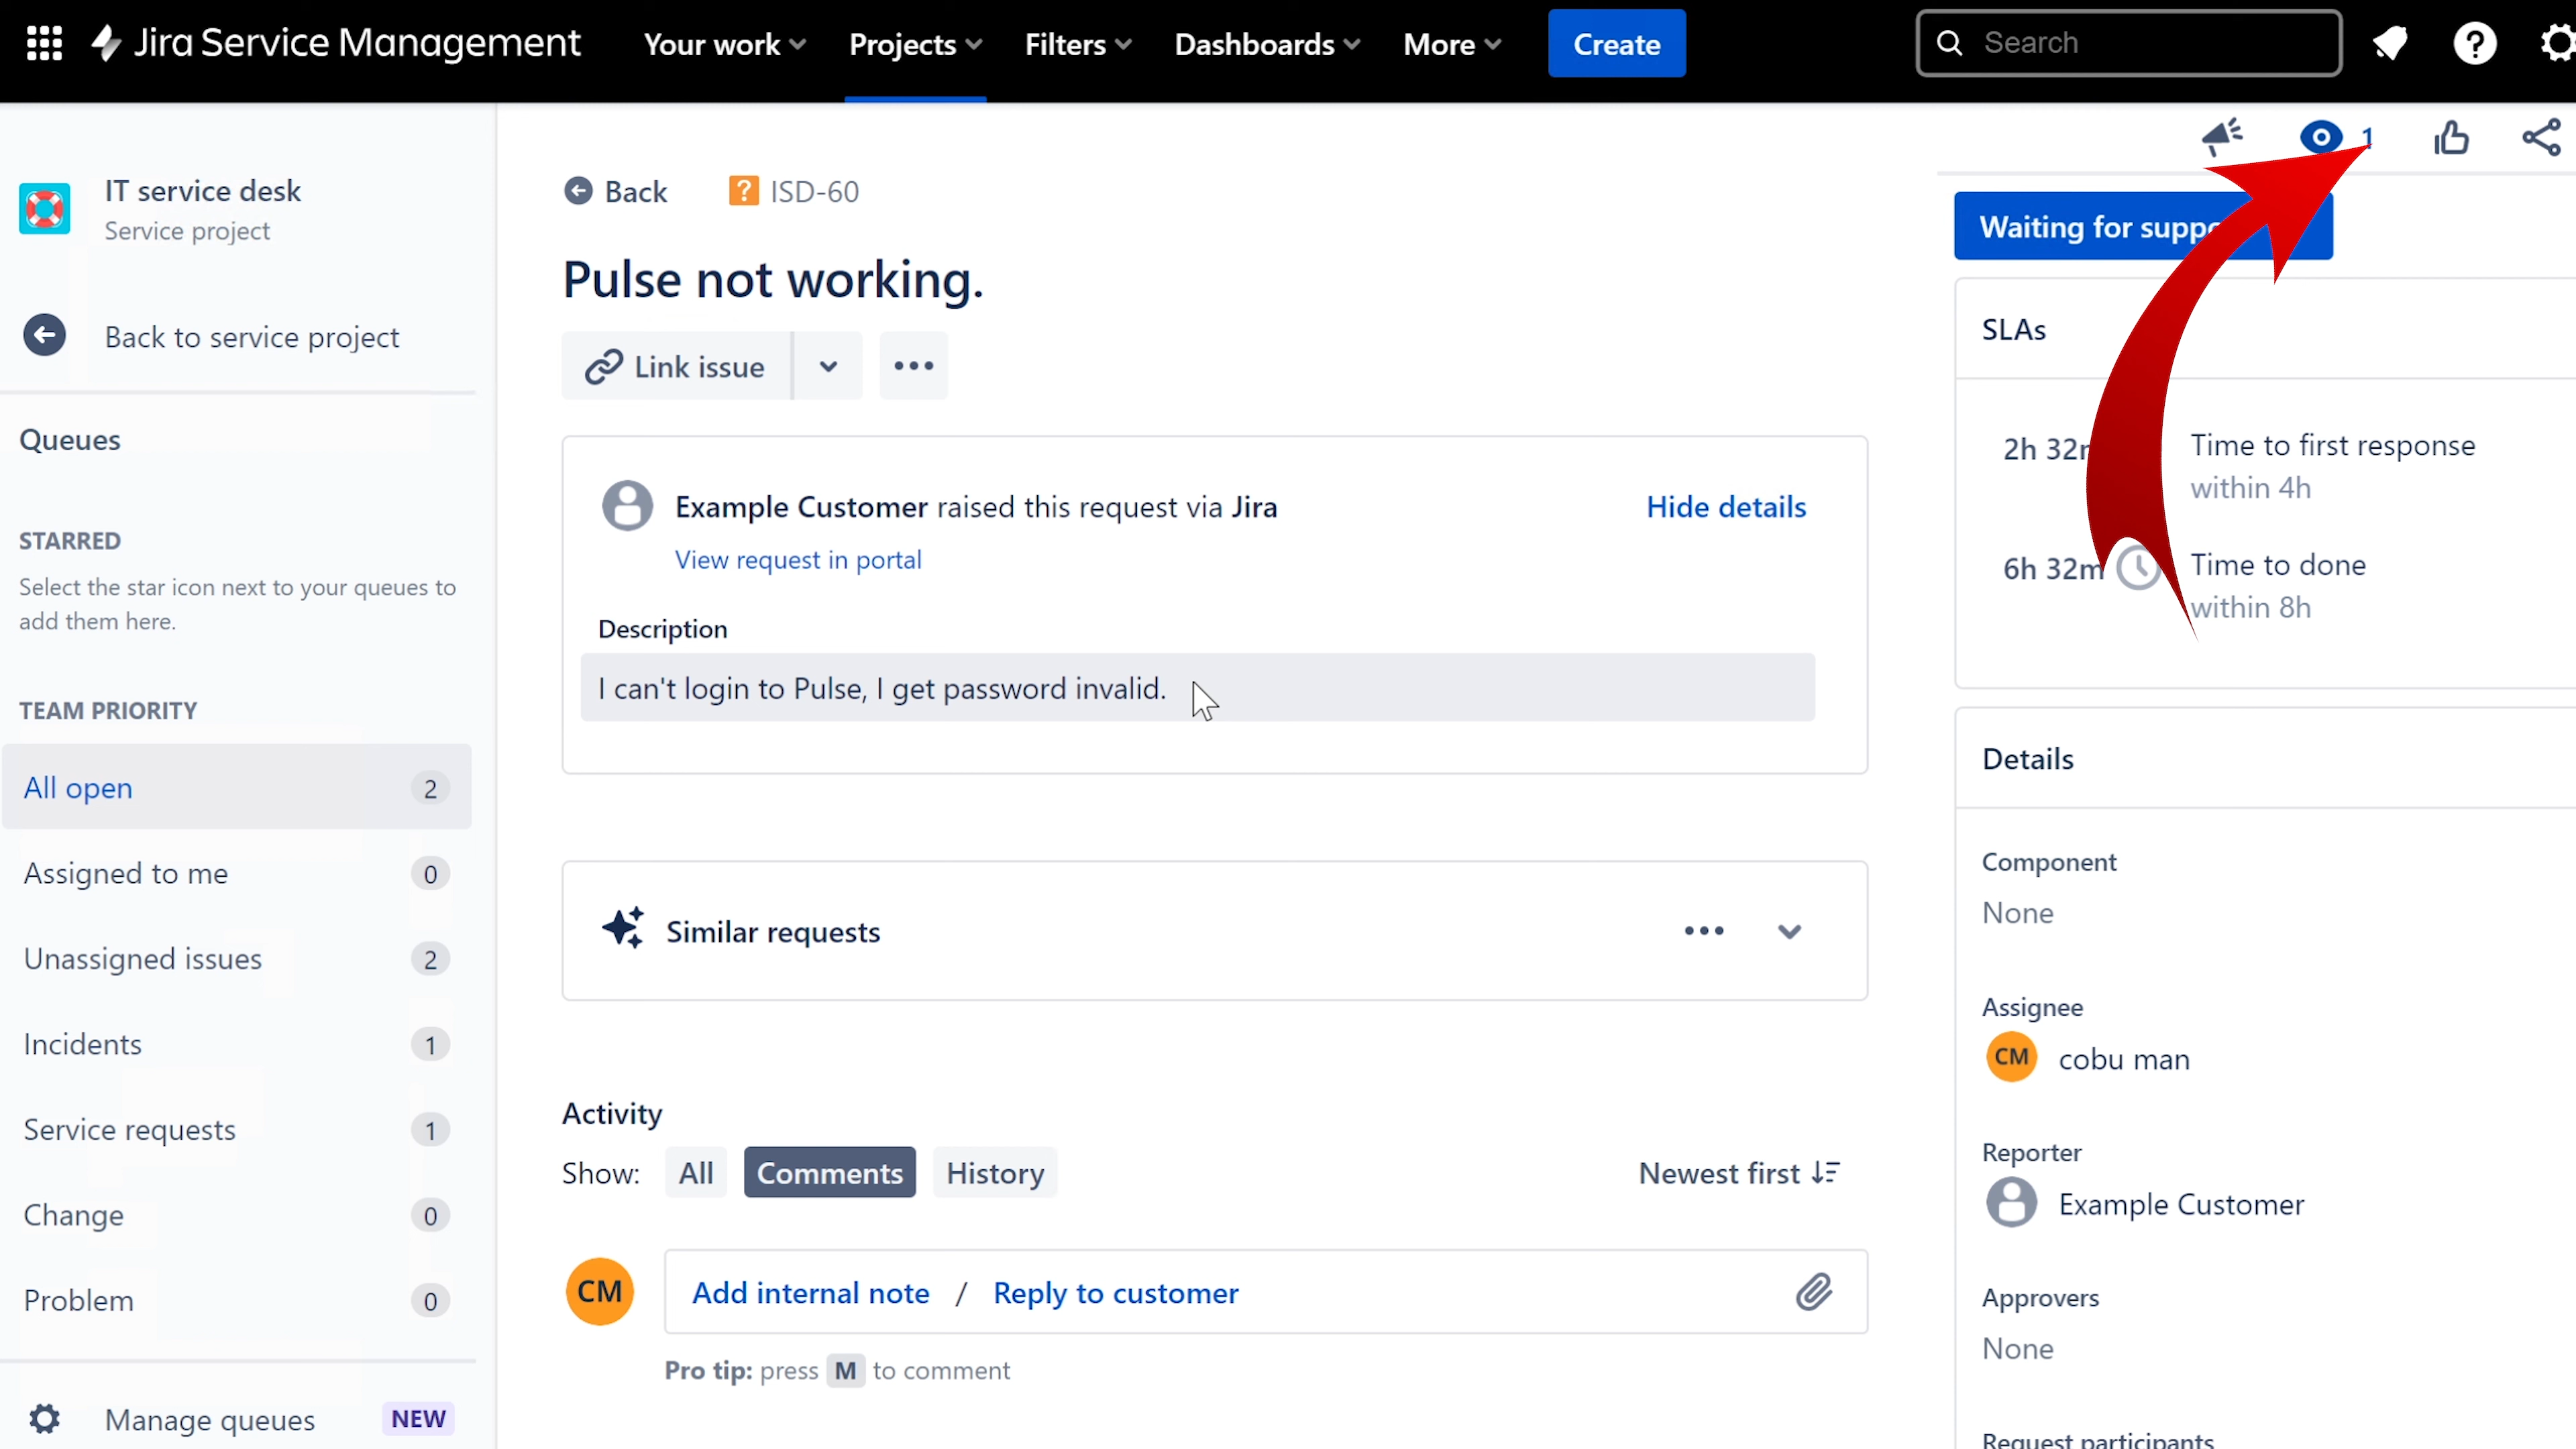 Jira Service Management
Your work
Projects
Filters
Dashboards
More
Create
Search
1
IT service desk
Service project
Back to service project
Queues
STARRED
Select the star icon next to your queues to
add them here.
TEAM PRIORITY
All open 2
Assigned to me 0
Unassigned issues 2
Incidents 1
Service requests 1
Change 0
Problem 0
Manage queues NEW
Back
? ISD-60
Pulse not working.
Link issue
Example Customer raised this request via Jira
Hide details
View request in portal
Description
I can't login to Pulse, I get password invalid.
Similar requests
Activity
Show: All Comments History
Newest first
CM
Add internal note / Reply to customer
Pro tip: press M to comment
Waiting for
SLAs
2h Time to first response
within 4h
6h 32m Time to done
within 8h
Details
Component
None
Assignee
CM cobu man
Reporter
Example Customer
Approvers
None
Request participants